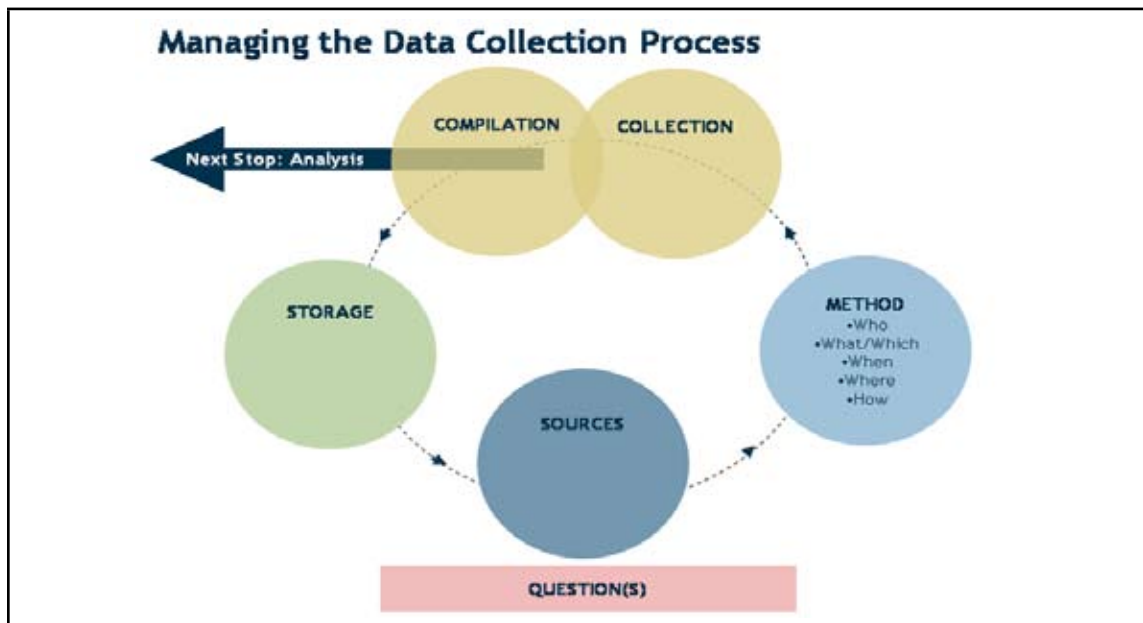 Managing the Data Collection Process
COMPILATION
COLLECTION
Next Stop: Analysis
STORAGE
METHOD
•Who
•What/Which
•When
•Where
•How
SOURCES
QUESTION(S)